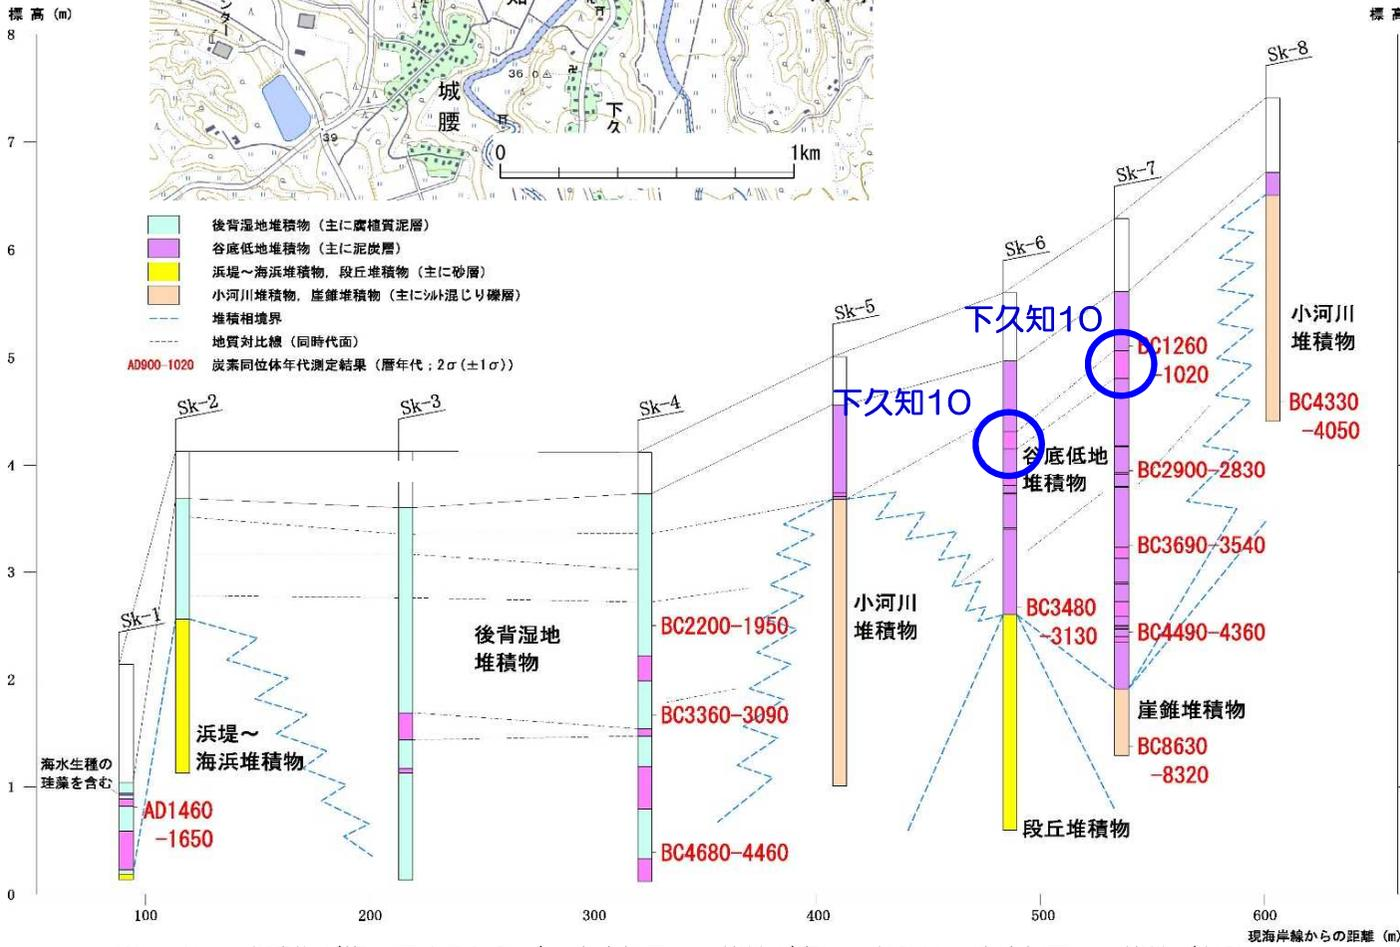 標 高 (m)
標 高
8
7
6
5
4
3
2
1
0
ンター
知
39
城
腰
36.0
下
久
0
1km
後背湿地堆積物（主に腐植質泥層）
谷底低地堆積物（主に泥炭層）
浜堤～海浜堆積物，段丘堆積物（主に砂層）
小河川堆積物，崖錐堆積物（主にｼﾙﾄ混じり礫層）
堆積相境界
地質対比線（同時代面）
AD900-1020 炭素同位体年代測定結果（暦年代；2σ(±1σ)）
Sk-1
Sk-2
Sk-3
Sk-4
Sk-5
Sk-6
Sk-7
Sk-8
海水生種の
珪藻を含む
AD1460
-1650
浜堤～
海浜堆積物
後背湿地
堆積物
BC2200-1950
BC3360-3090
BC4680-4460
小河川
堆積物
下久知10
下久知10
谷底低地
堆積物
BC3480
-3130
段丘堆積物
BC1260
-1020
BC2900-2830
BC3690-3540
BC4490-4360
崖錐堆積物
BC8630
-8320
小河川
堆積物
BC4330
-4050
100
200
300
400
500
600
現海岸線からの距離 (m)